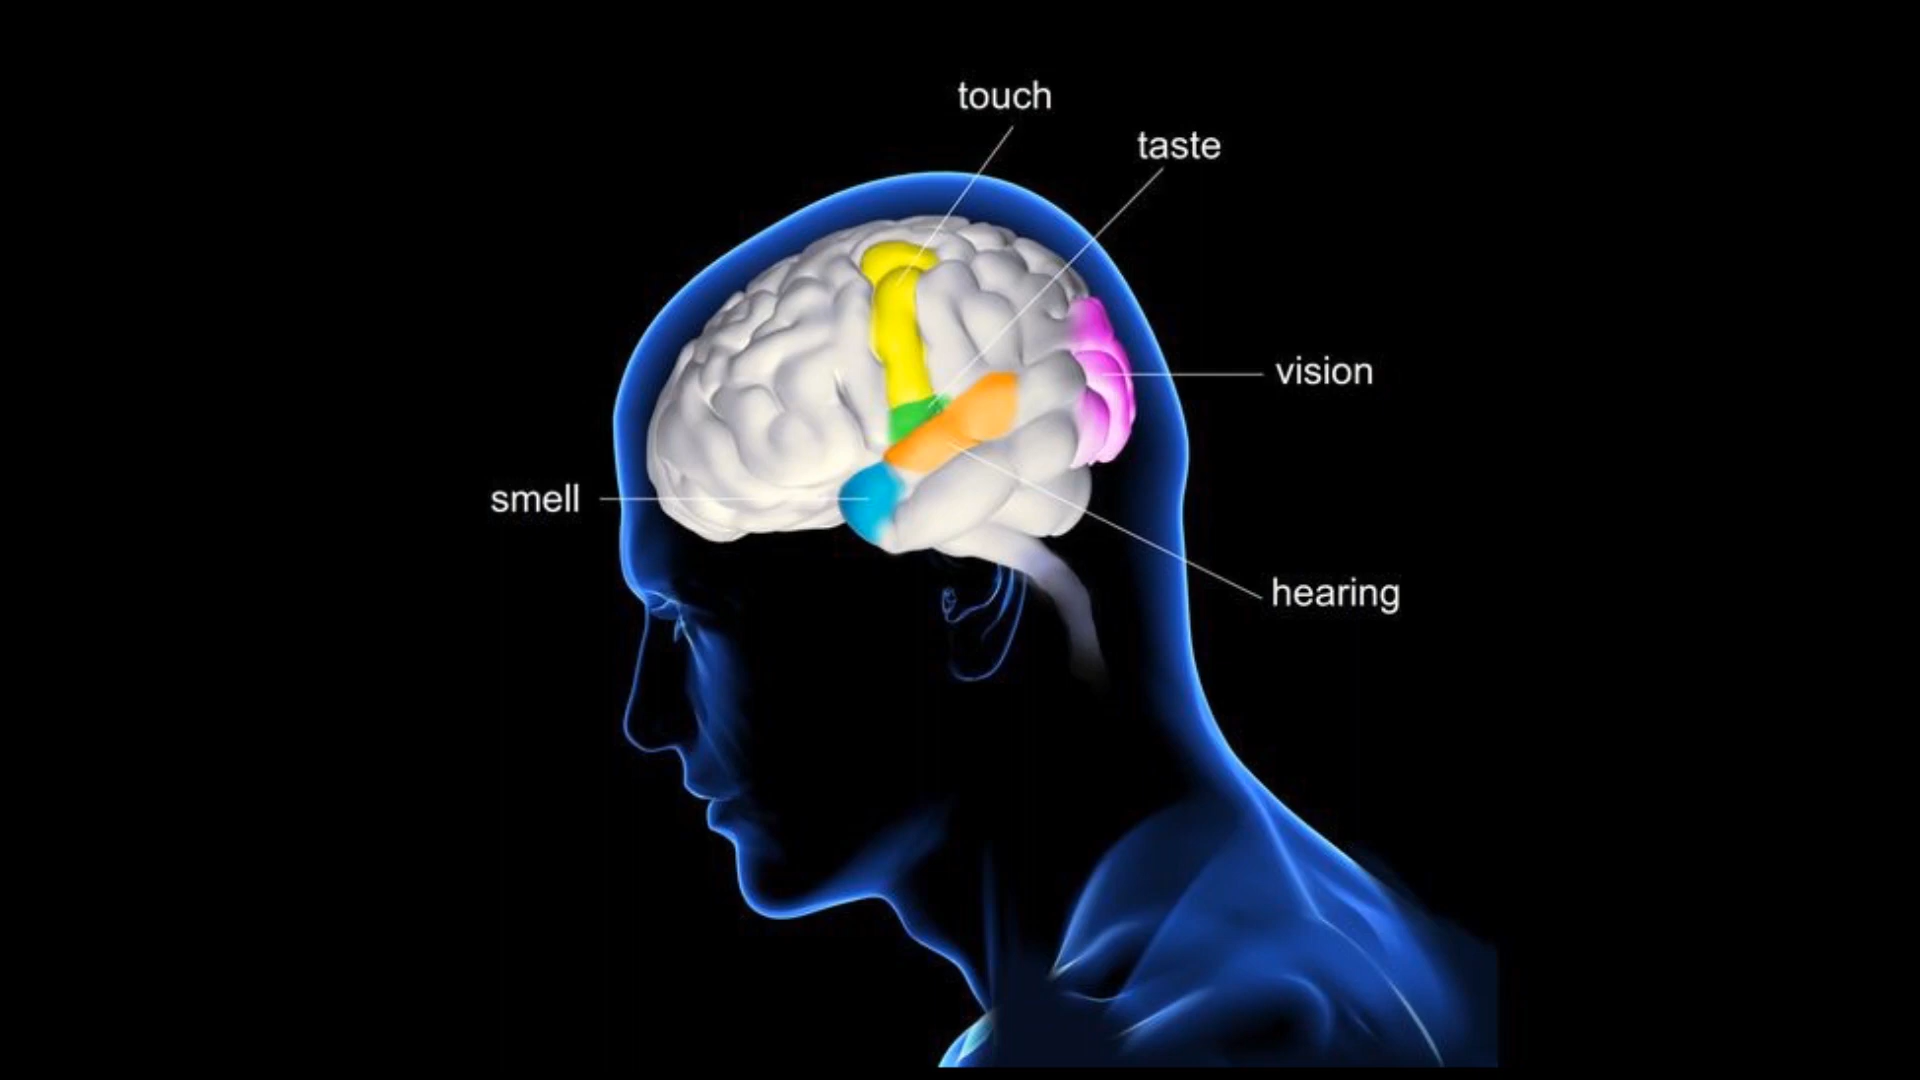 touch
taste
vision
smell
hearing